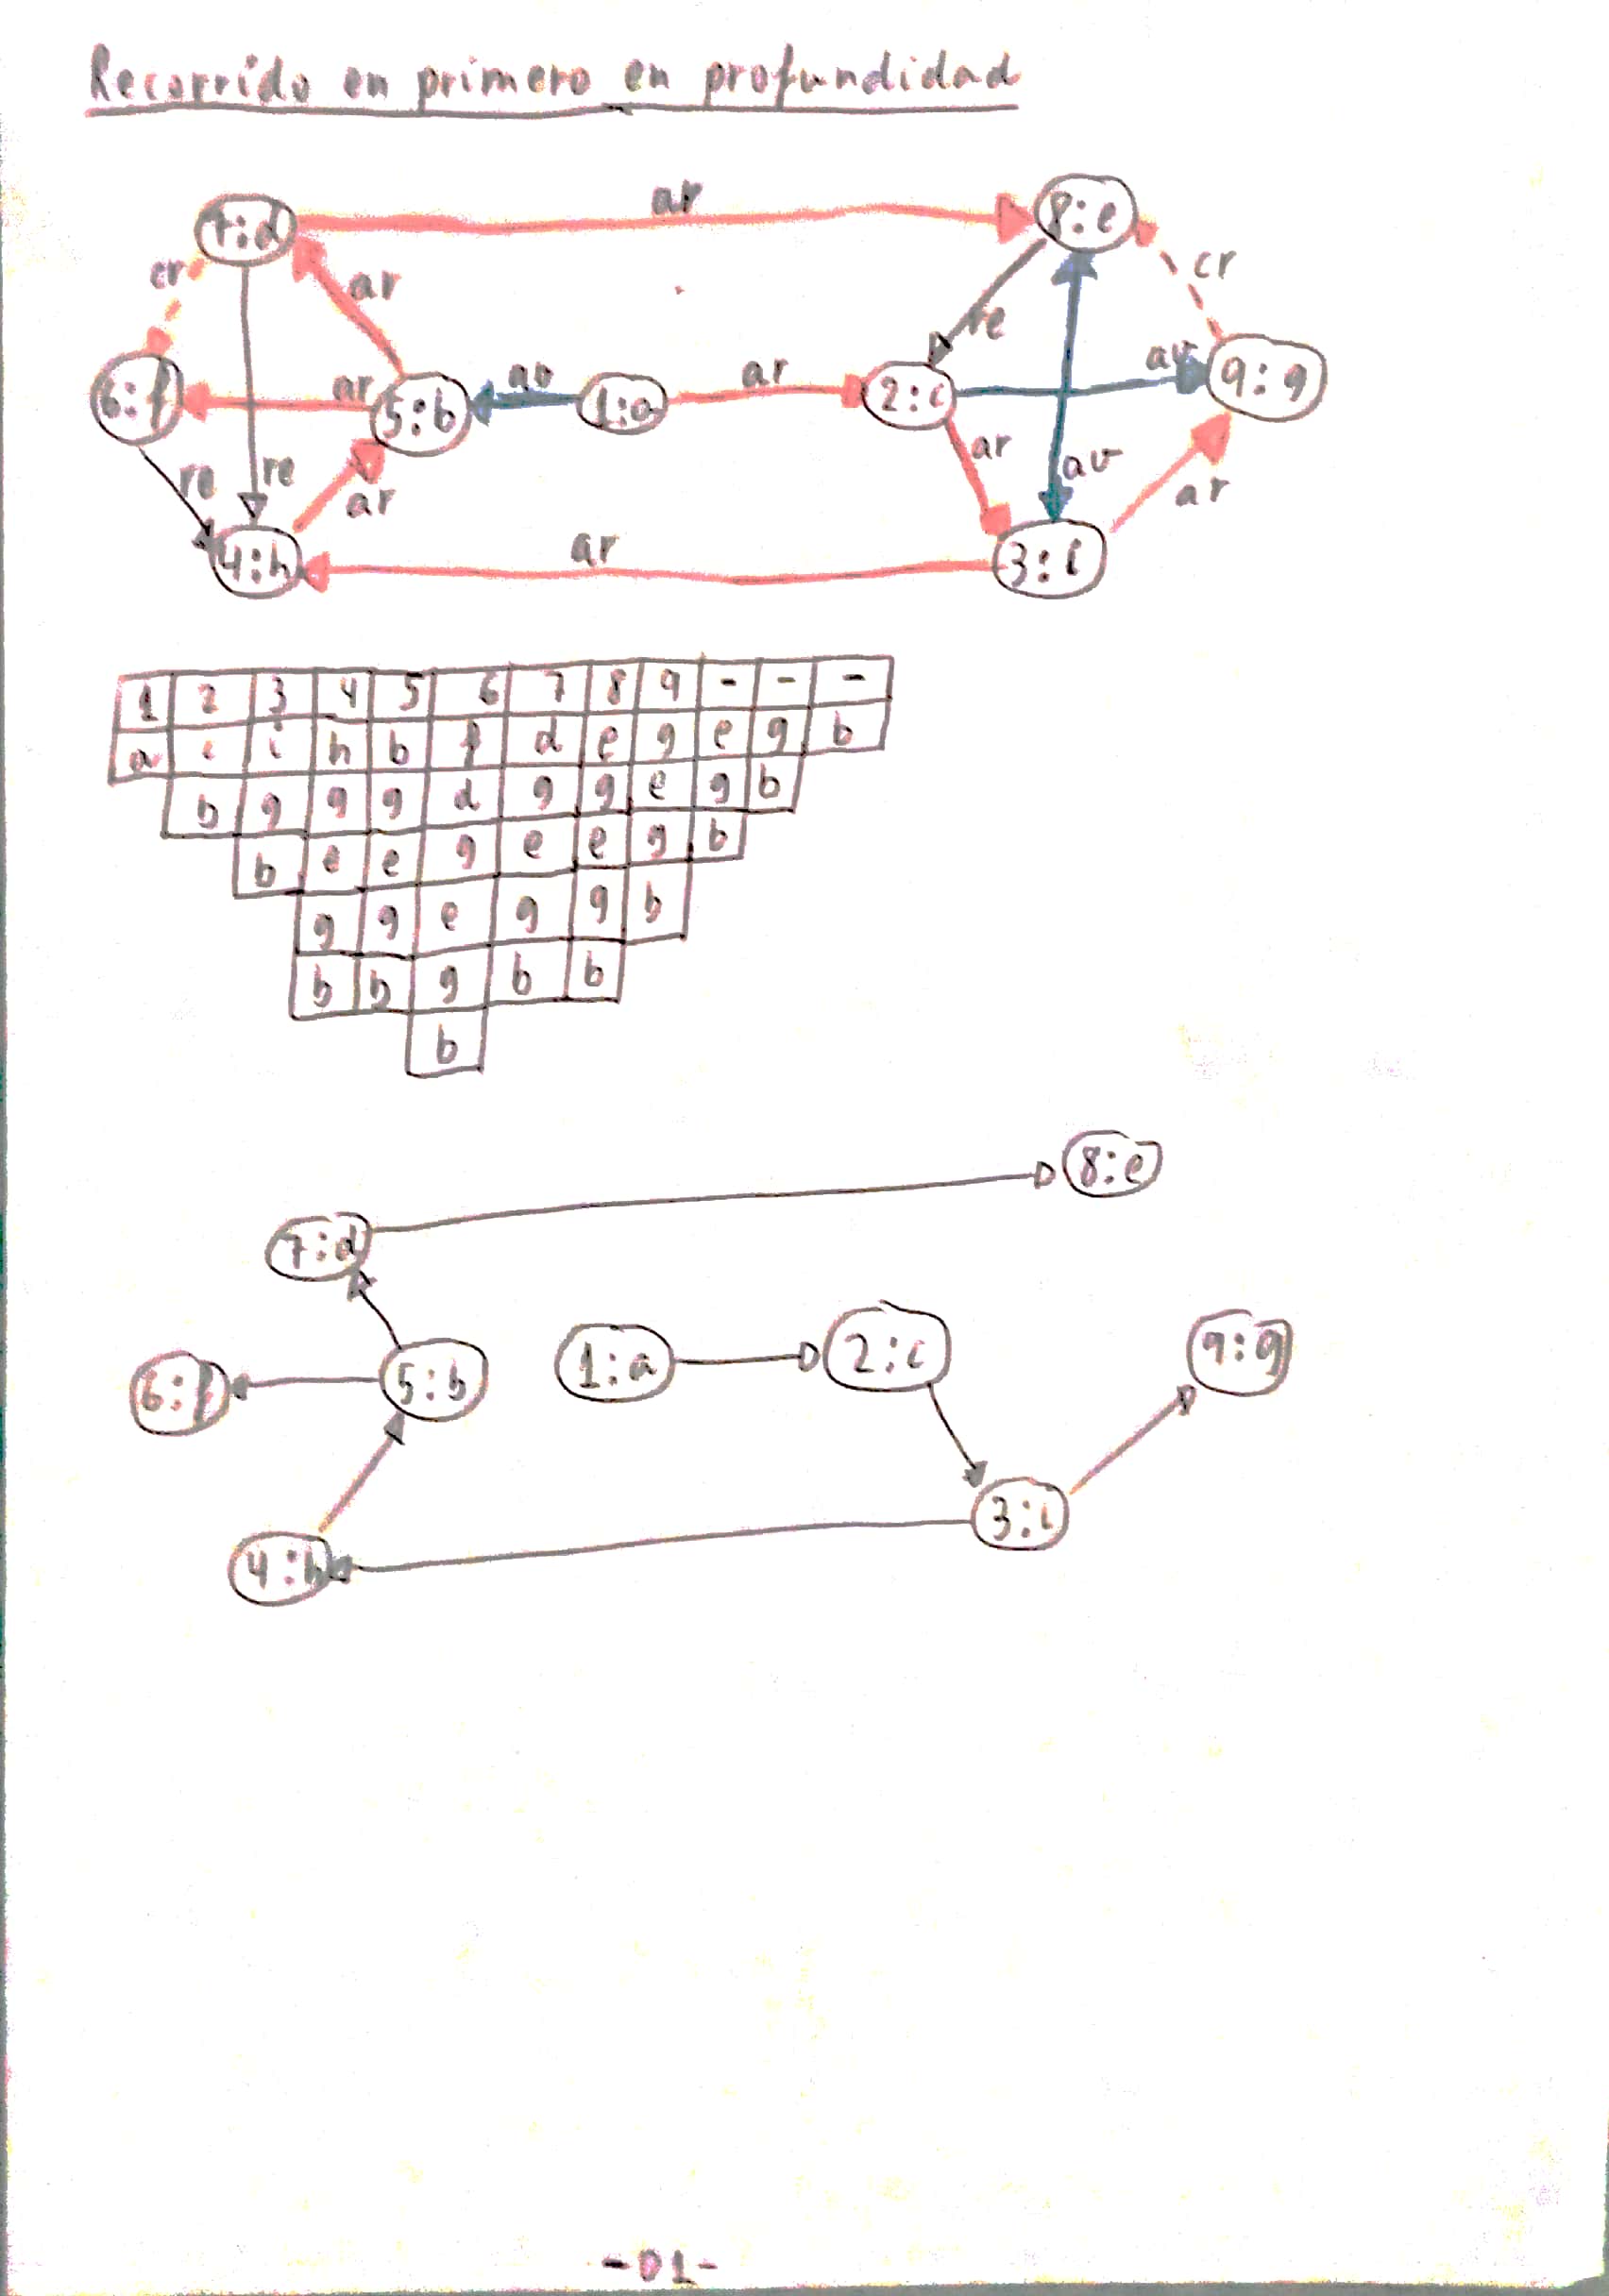 Recorrido en primero en profundidad
7:d ar 8:e
cr ar re cr
6:f ar 5:b av 1:a ar 2:c av 9:g
re re ar ar av ar
4:h ar 3:i
1 2 3 4 5 6 7 8 9 - - -
a c i h b f d e g e g b
b g g g d g g e g b
b e e g e e g b
g g e g g b
b b g b b
b
8:e
7:d
6:f 5:b 1:a 2:c 9:g
4:h 3:i
-01-